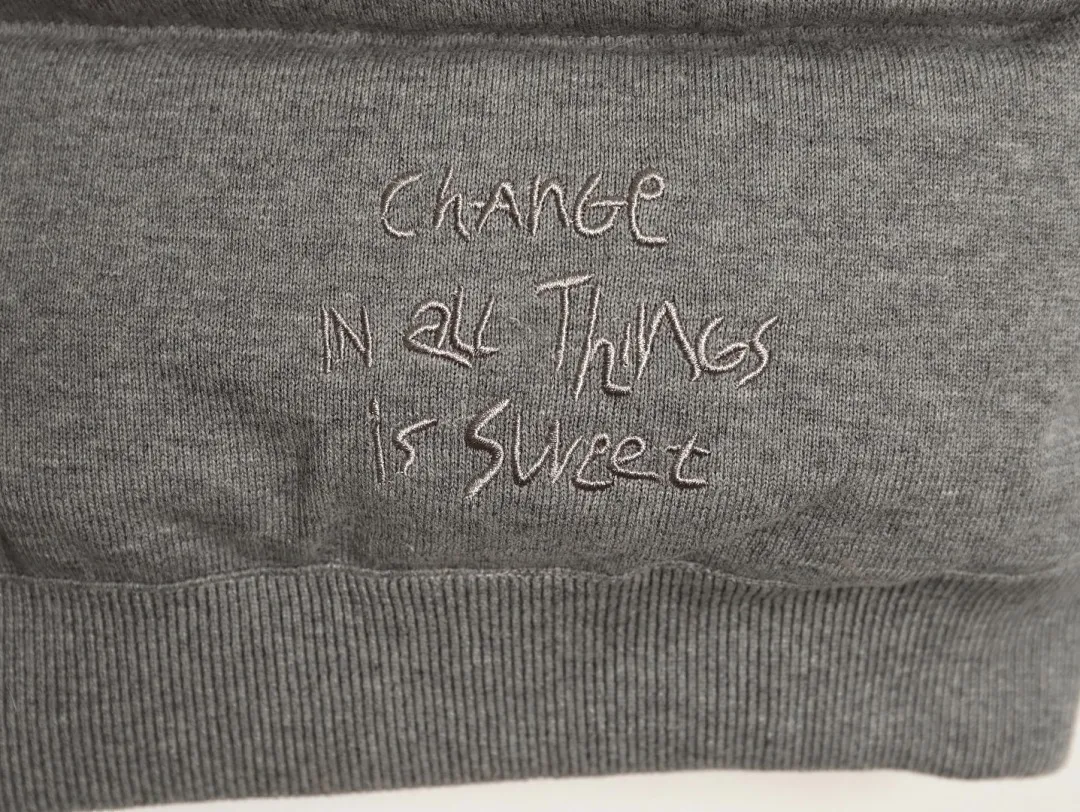 CHANGE
IN all THINGS
is Sweet